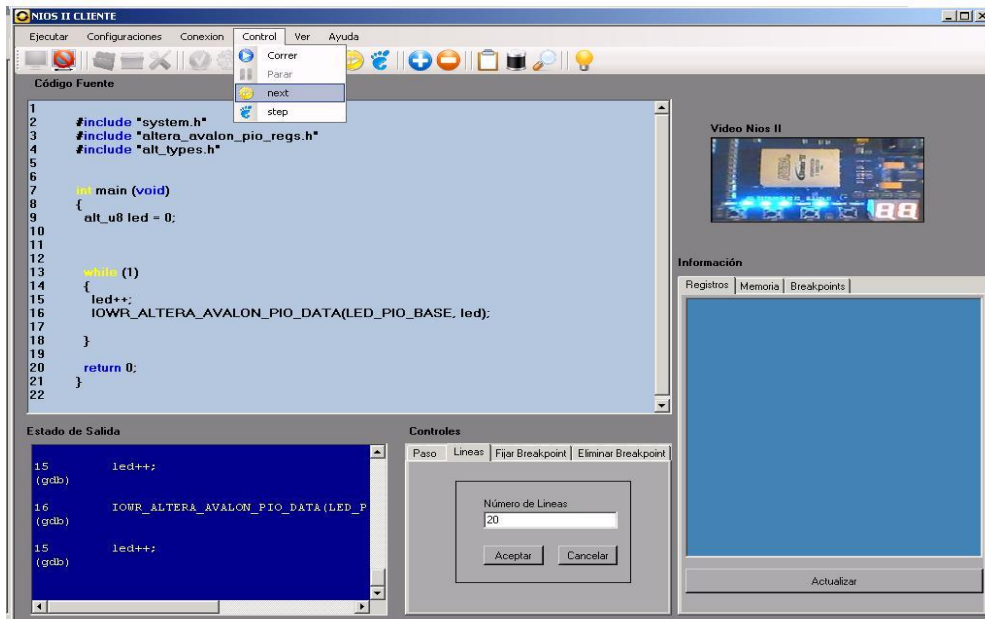 NIOS II CLIENTE
Ejecutar Configuraciones Conexion Control Ver Ayuda
Correr
Parar
next
step
Código Fuente
1
2 #include "system.h"
3 #include "altera_avalon_pio_regs.h"
4 #include "alt_types.h"
5
6
7 int main (void)
8 {
9 alt_u8 led = 0;
10
11
12
13 while (1)
14 {
15 led++;
16 IOWR_ALTERA_AVALON_PIO_DATA(LED_PIO_BASE, led);
17
18 }
19
20 return 0;
21 }
22
Video Nios II
Información
Registros Memoria Breakpoints
Actualizar
Estado de Salida
15 led++;
(gdb)
16 IOWR_ALTERA_AVALON_PIO_DATA(LED_P
(gdb)
15 led++;
(gdb)
Controles
Paso Lineas Fijar Breakpoint Eliminar Breakpoint
Número de Lineas
20
Aceptar Cancelar